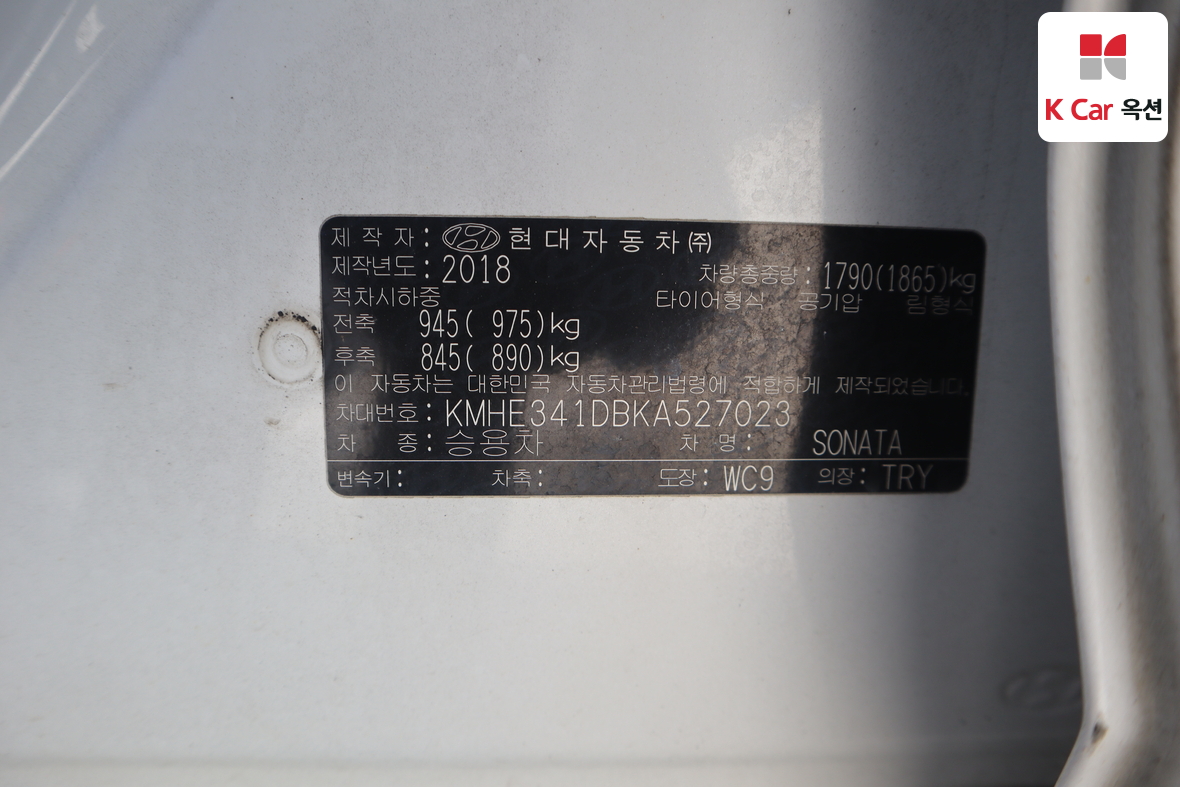 K Car 옥션
제 작 자 : HYUNDAI 현 대 자 동 차 ㈜
제작년도 : 2018 차량총중량 : 1790(1865)kg
적차시하중 타이어형식 공기압 림형식
전축 945( 975)kg
후축 845( 890)kg
이 자동차는 대한민국 자동차관리법령에 적합하게 제작되었습니다.
차대번호 : KMHE341DBKA527023
차 종 : 승용차 차 명 : SONATA
변속기 : 차축 : 도장 : WC9 의장 : TRY